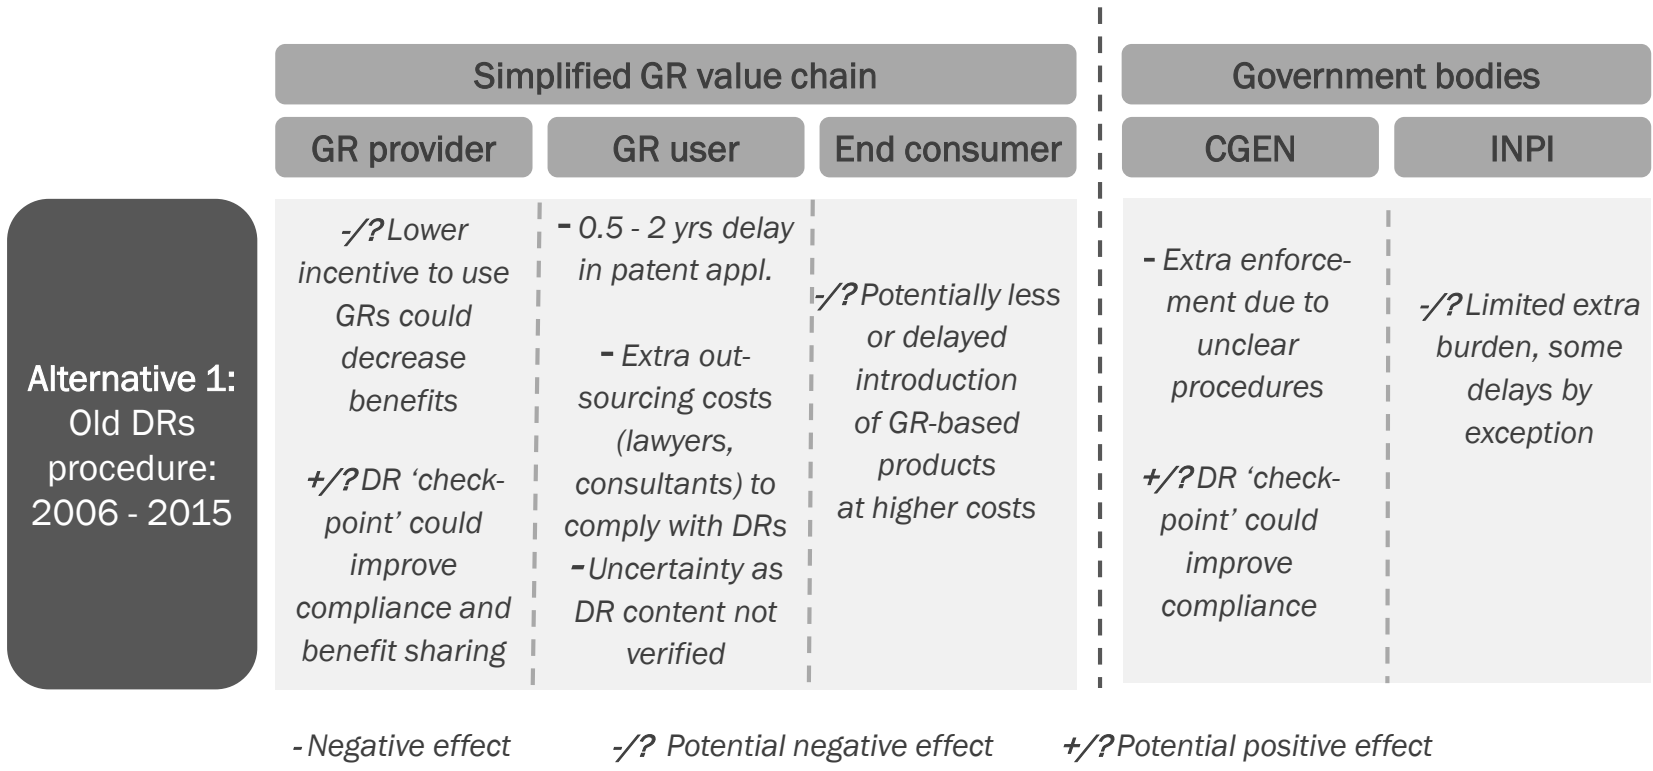 Simplified GR value chain
Government bodies
GR provider
GR user
End consumer
CGEN
INPI
Alternative 1:
Old DRs
procedure:
2006 - 2015
-/? Lower
incentive to use
GRs could
decrease
benefits
+/? DR ‘check-
point’ could
improve
compliance and
benefit sharing
- 0.5 - 2 yrs delay
in patent appl.
- Extra out-
sourcing costs
(lawyers,
consultants) to
comply with DRs
- Uncertainty as
DR content not
verified
-/? Potentially less
or delayed
introduction
of GR-based
products
at higher costs
- Extra enforce-
ment due to
unclear
procedures
+/? DR ‘check-
point’ could
improve
compliance
-/? Limited extra
burden, some
delays by
exception
- Negative effect
-/? Potential negative effect
+/? Potential positive effect